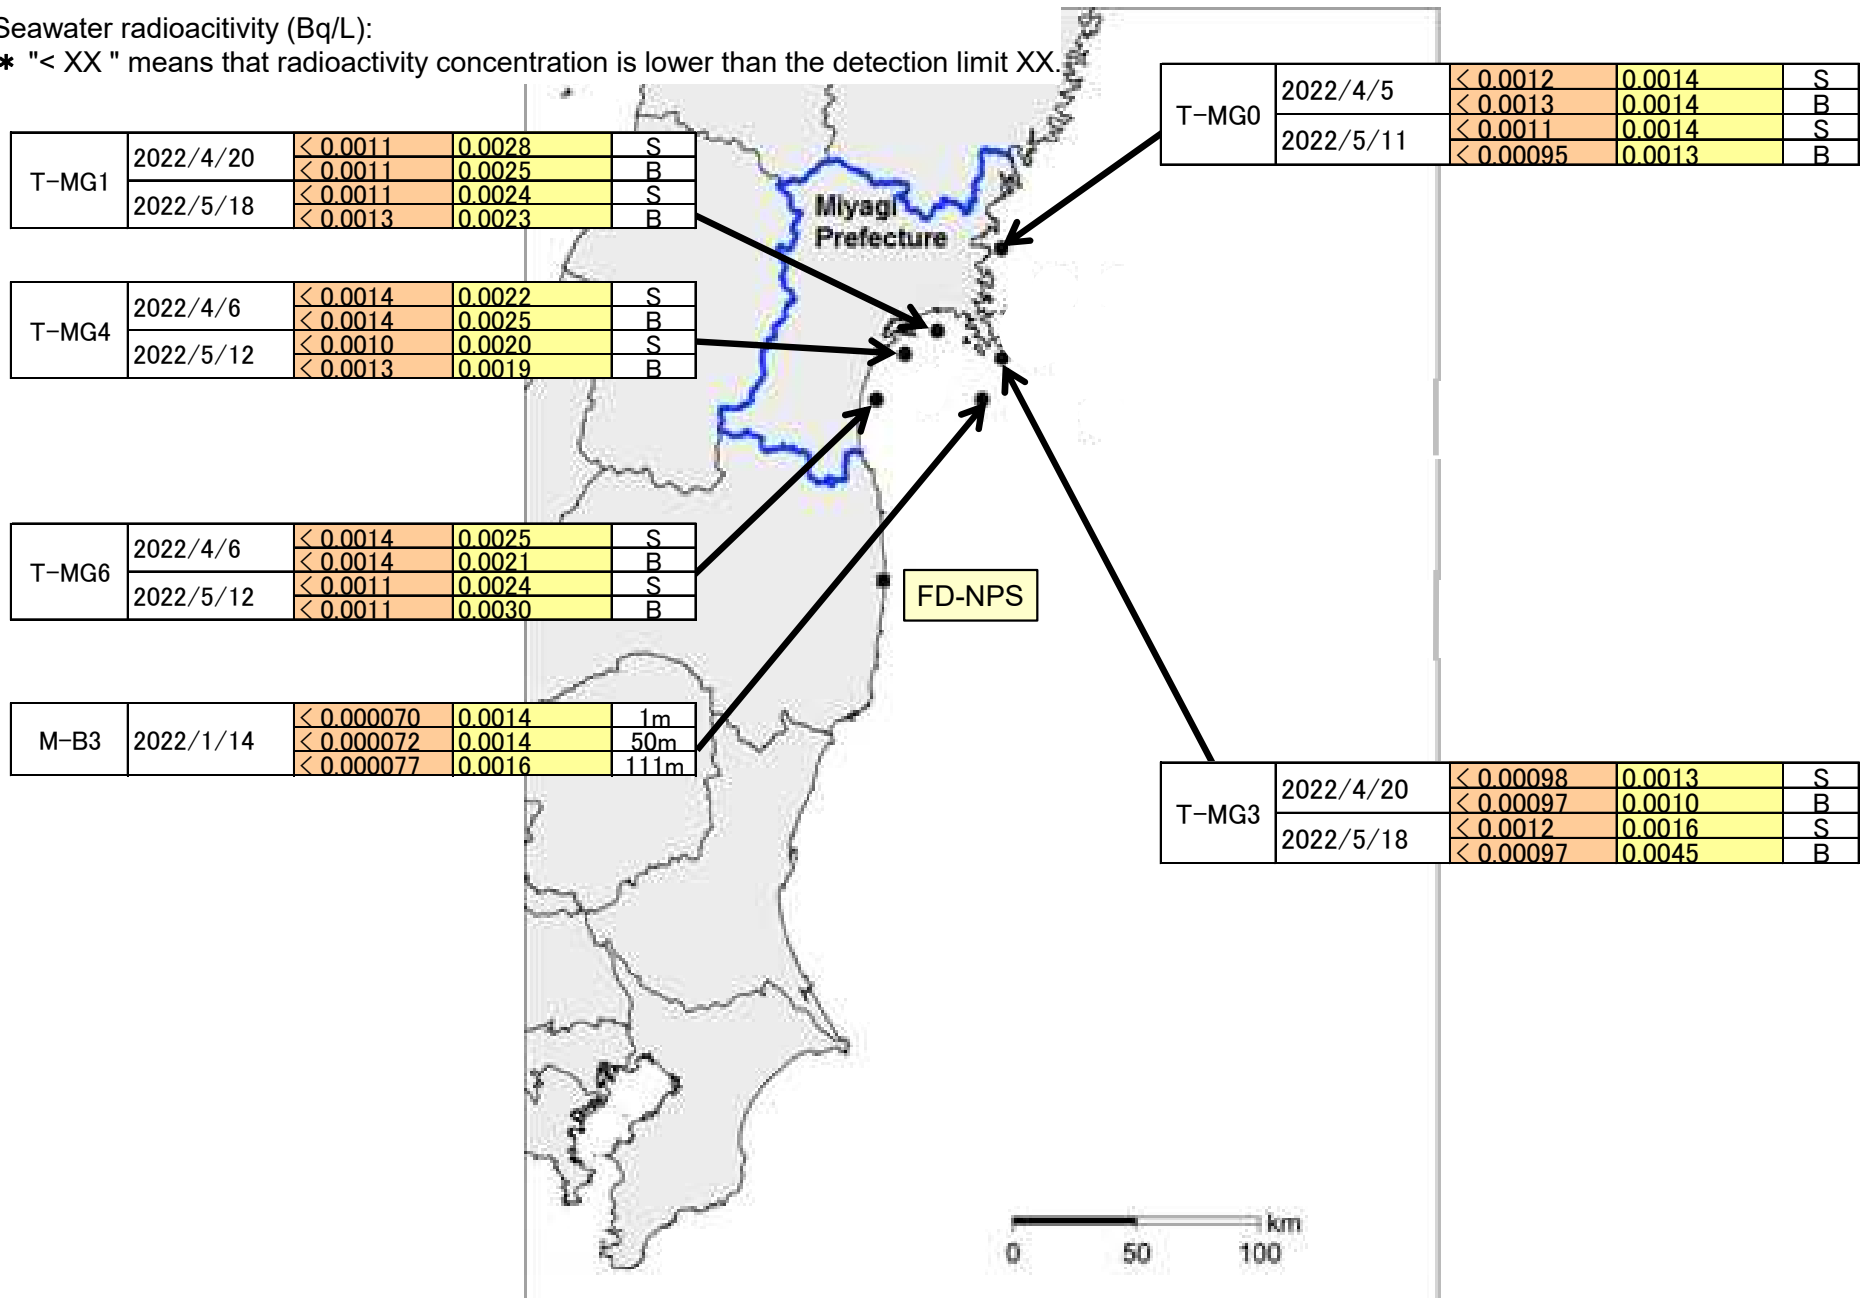 Seawater radioacitivity (Bq/L):
* "< XX " means that radioactivity concentration is lower than the detection limit XX.
T-MG0
2022/4/5 < 0.0012 0.0014 S
< 0.0013 0.0014 B
2022/5/11 < 0.0011 0.0014 S
< 0.00095 0.0013 B
T-MG1
2022/4/20 < 0.0011 0.0028 S
< 0.0011 0.0025 B
2022/5/18 < 0.0011 0.0024 S
< 0.0013 0.0023 B
Miyagi
Prefecture
T-MG4
2022/4/6 < 0.0014 0.0022 S
< 0.0014 0.0025 B
2022/5/12 < 0.0010 0.0020 S
< 0.0013 0.0019 B
T-MG6
2022/4/6 < 0.0014 0.0025 S
< 0.0014 0.0021 B
2022/5/12 < 0.0011 0.0024 S
< 0.0011 0.0030 B
FD-NPS
M-B3
2022/1/14 < 0.000070 0.0014 1m
< 0.000072 0.0014 50m
< 0.000077 0.0016 111m
T-MG3
2022/4/20 < 0.00098 0.0013 S
< 0.00097 0.0010 B
2022/5/18 < 0.0012 0.0016 S
< 0.00097 0.0045 B
km
0 50 100